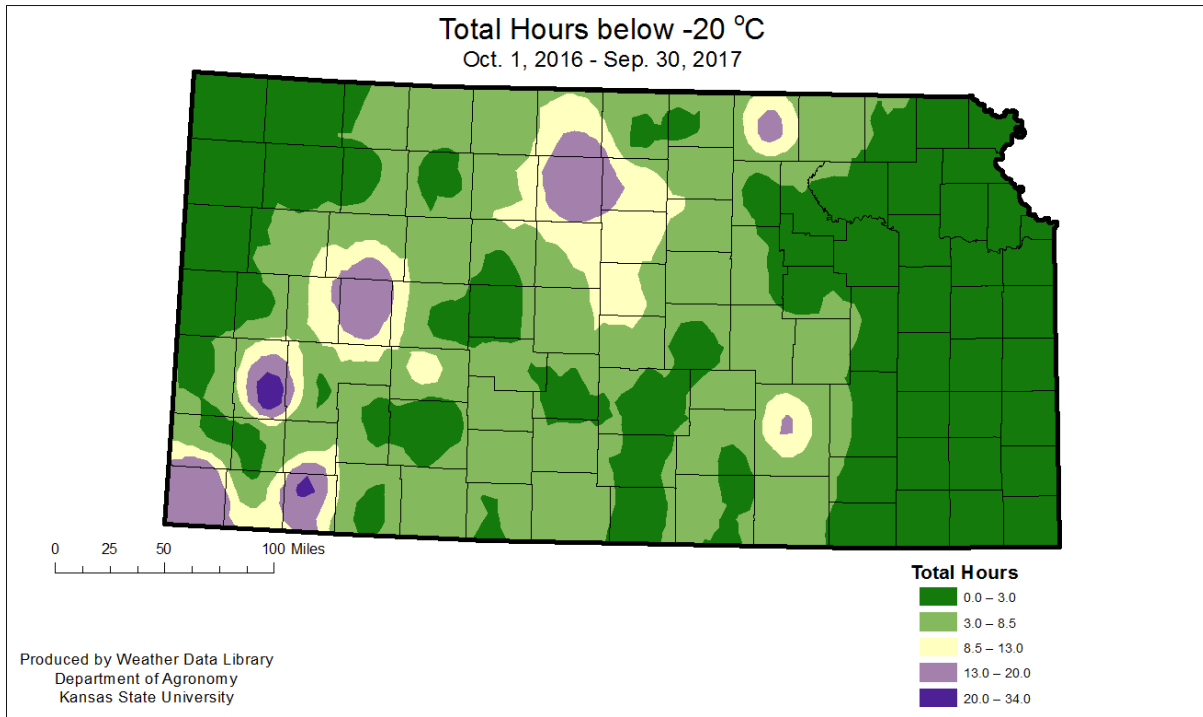 Total Hours below -20 °C
Oct. 1, 2016 - Sep. 30, 2017
0 25 50 100 Miles
Total Hours
0.0 – 3.0
3.0 – 8.5
8.5 – 13.0
13.0 – 20.0
20.0 – 34.0
Produced by Weather Data Library
Department of Agronomy
Kansas State University